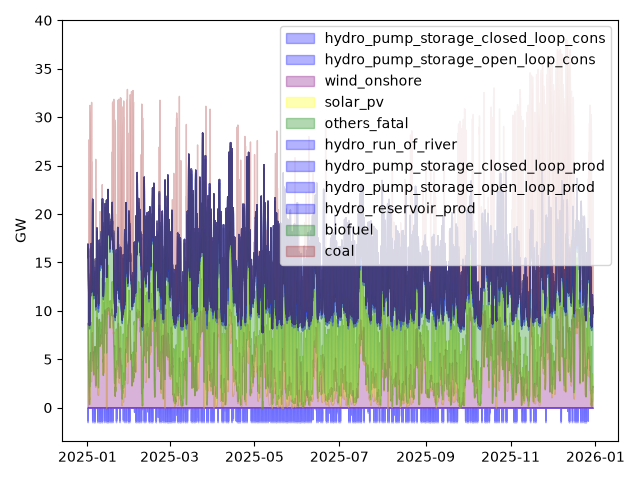 40
35
30
25
20
15
10
5
0
GW
hydro_pump_storage_closed_loop_cons
hydro_pump_storage_open_loop_cons
wind_onshore
solar_pv
others_fatal
hydro_run_of_river
hydro_pump_storage_closed_loop_prod
hydro_pump_storage_open_loop_prod
hydro_reservoir_prod
biofuel
coal
2025-01 2025-03 2025-05 2025-07 2025-09 2025-11 2026-01